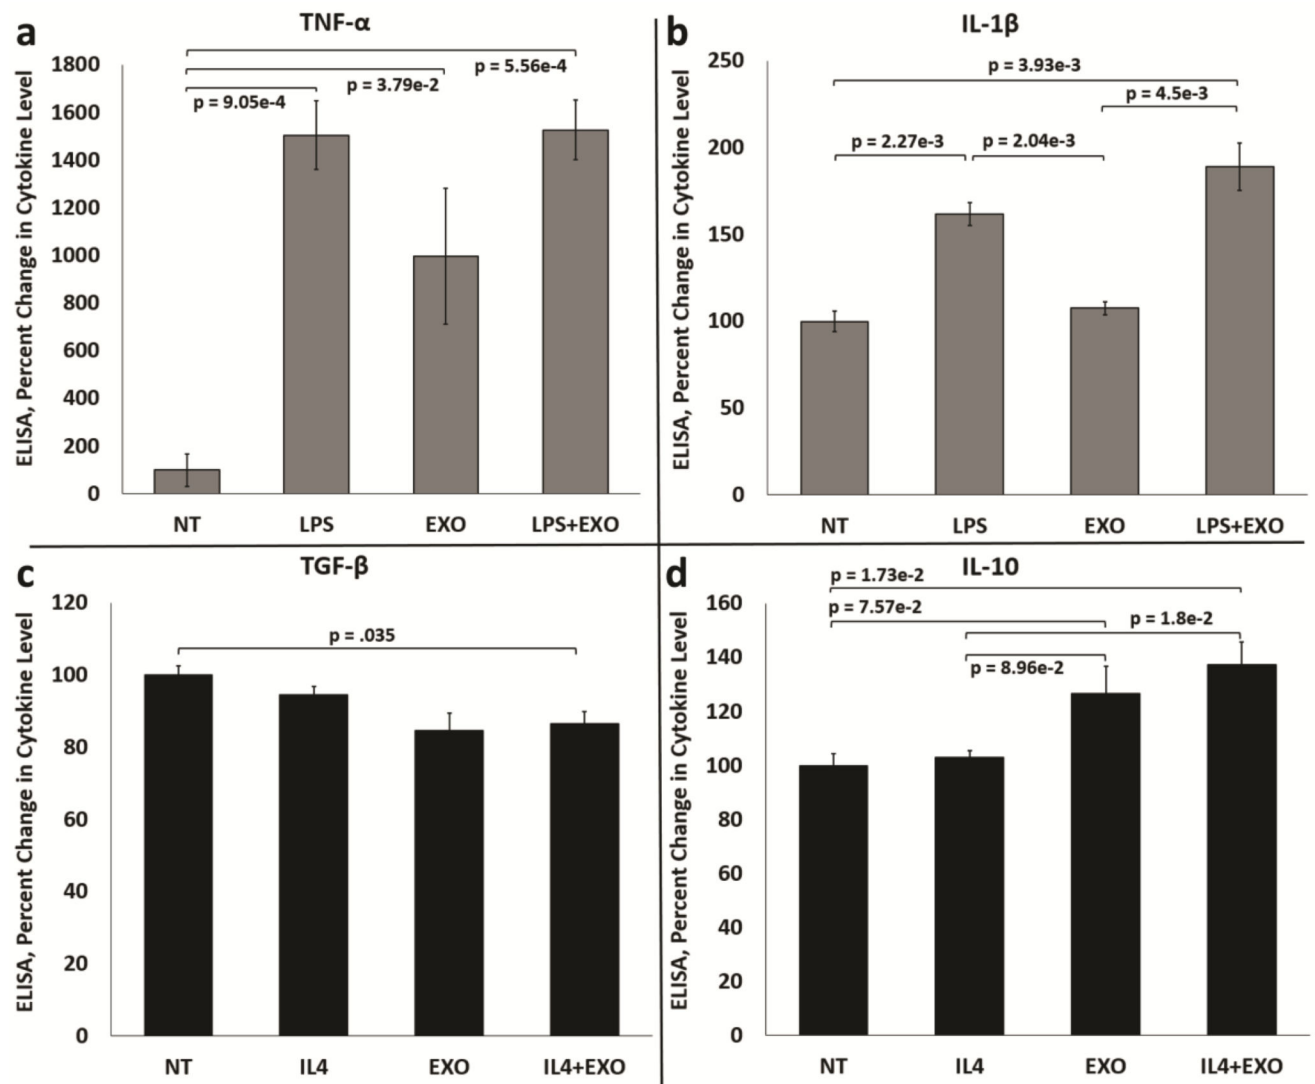 a
TNF-α
ELISA, Percent Change in Cytokine Level
1800
1600
1400
1200
1000
800
600
400
200
0
p = 5.56e-4
p = 3.79e-2
p = 9.05e-4
NT LPS EXO LPS+EXO
b
IL-1β
ELISA, Percent Change in Cytokine Level
250
200
150
100
50
0
p = 3.93e-3
p = 4.5e-3
p = 2.27e-3 p = 2.04e-3
NT LPS EXO LPS+EXO
c
TGF-β
ELISA, Percent Change in Cytokine Level
120
100
80
60
40
20
0
p = .035
NT IL4 EXO IL4+EXO
d
IL-10
ELISA, Percent Change in Cytokine Level
160
140
120
100
80
60
40
20
0
p = 1.73e-2
p = 7.57e-2
p = 1.8e-2
p = 8.96e-2
NT IL4 EXO IL4+EXO